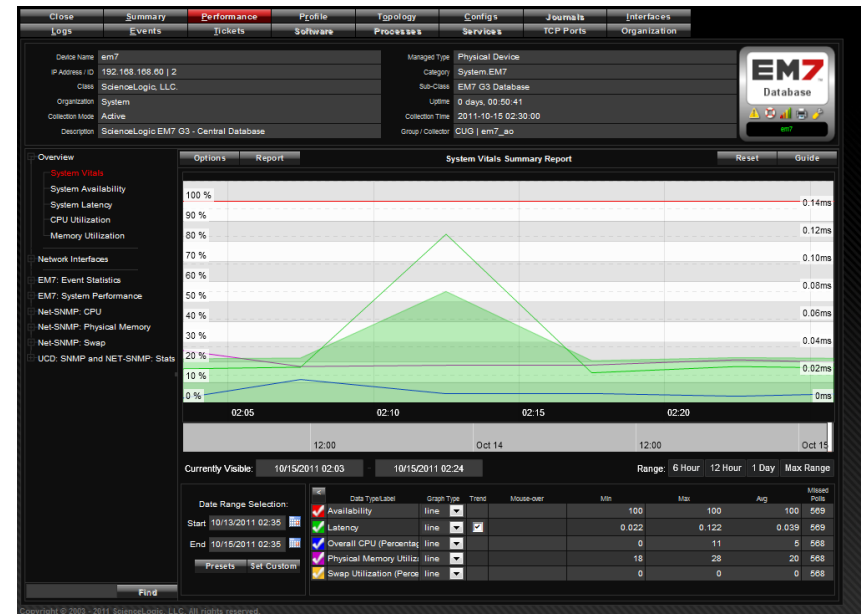 Close Summary Performance Profile Topology Configs Journals Interfaces
Logs Events Tickets Software Processes Services TCP Ports Organization
Device Name em7 Managed Type Physical Device
IP Address / ID 192.168.168.60 | 2 Category System.EM7
Class ScienceLogic, LLC. Sub-Class EM7 G3 Database
Organization System Uptime 0 days, 00:50:41
Collection Mode Active Collection Time 2011-10-15 02:30:00
Description ScienceLogic EM7 G3 - Central Database Group / Collector CUG | em7_ao
EM7
Database
em7
Overview
System Vitals
System Availability
System Latency
CPU Utilization
Memory Utilization
Network Interfaces
EM7: Event Statistics
EM7: System Performance
Net-SNMP: CPU
Net-SNMP: Physical Memory
Net-SNMP: Swap
UCD: SNMP and NET-SNMP: Stats
Find
Options Report System Vitals Summary Report Reset Guide
100 %
90 %
80 %
70 %
60 %
50 %
40 %
30 %
20 %
10 %
0 %
0.14ms
0.12ms
0.10ms
0.08ms
0.06ms
0.04ms
0.02ms
0ms
02:05 02:10 02:15 02:20
12:00 Oct 14 12:00 Oct 15
Currently Visible: 10/15/2011 02:03 - 10/15/2011 02:24 Range: 6 Hour 12 Hour 1 Day Max Range
Date Range Selection:
Start 10/13/2011 02:35
End 10/15/2011 02:35
Presets Set Custom
< Data Type/Label Graph Type Trend Mouse-over Min Max Avg Missed Polls
Availability line 100 100 100 569
Latency line 0.022 0.122 0.039 569
Overall CPU (Percentag line 0 11 5 568
Physical Memory Utiliza line 18 28 20 568
Swap Utilization (Perce line 0 0 0 568
Copyright © 2003 - 2011 ScienceLogic, LLC. All rights reserved.